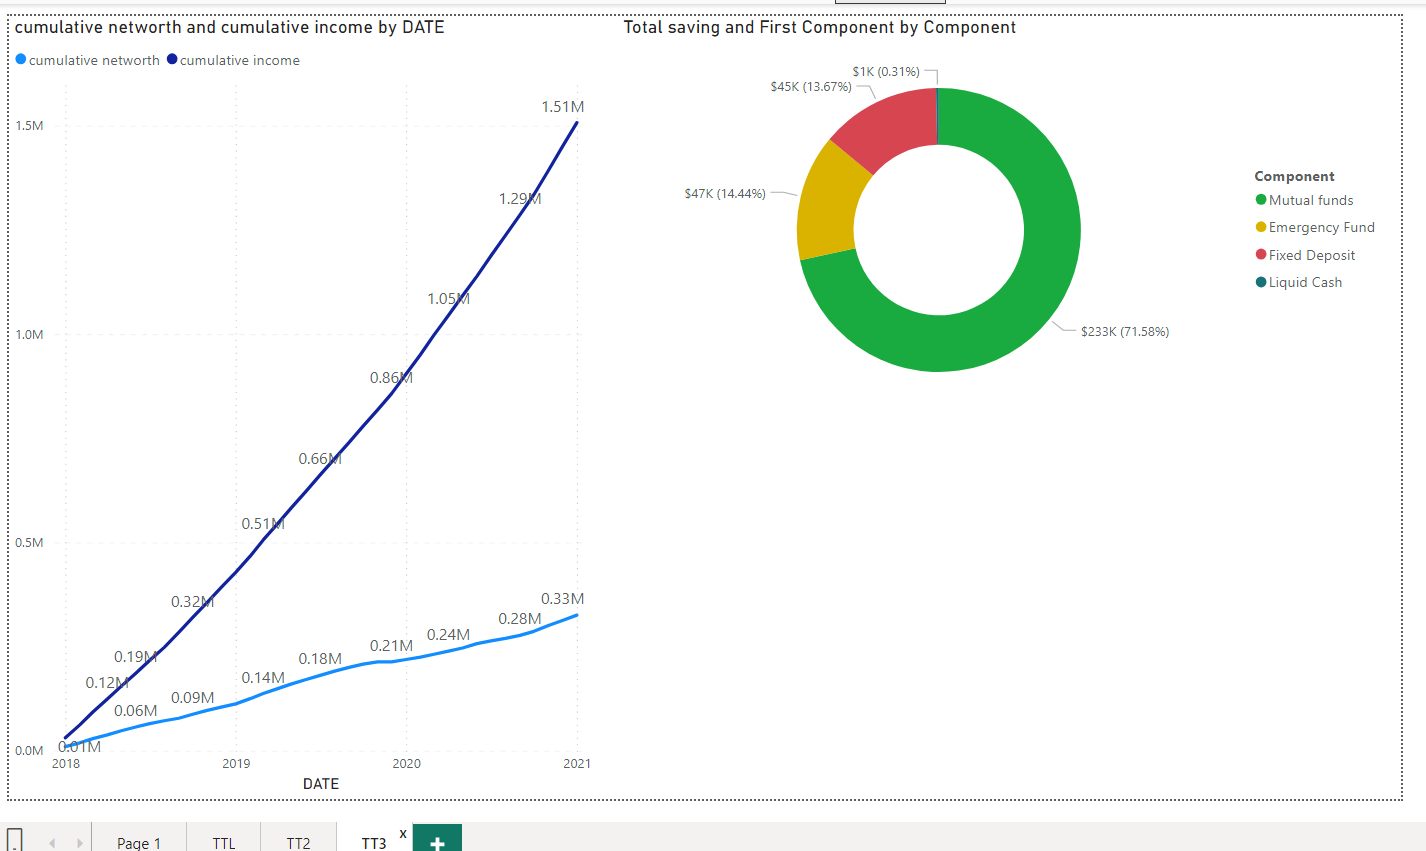 cumulative networth and cumulative income by DATE
cumulative networth cumulative income
1.5M
1.0M
0.5M
0.0M
1.51M
1.29M
1.05M
0.86M
0.66M
0.51M
0.32M
0.19M
0.12M
0.33M
0.28M
0.24M
0.21M
0.18M
0.14M
0.09M
0.06M
0.01M
2018 2019 2020 2021
DATE
Total saving and First Component by Component
$1K (0.31%)
$45K (13.67%)
$47K (14.44%)
$233K (71.58%)
Component
Mutual funds
Emergency Fund
Fixed Deposit
Liquid Cash
Page 1 TTL TT2 TT3 x +